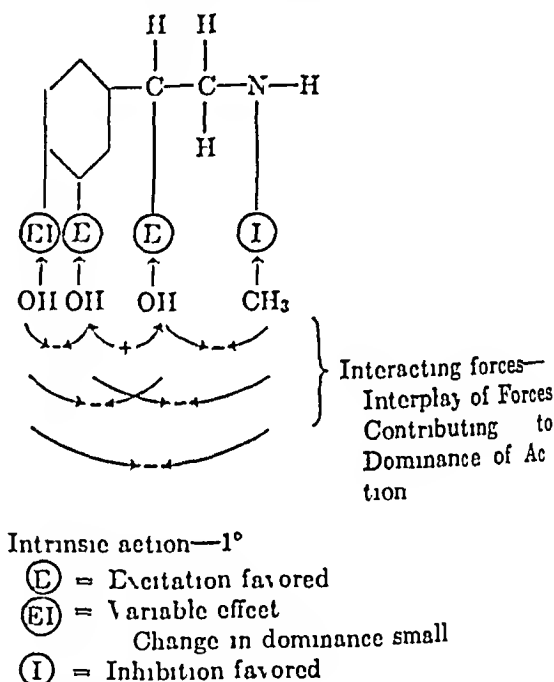 H H
C—C—N—H
H
EI E E I
OH OH OH CH₃
- + -
- -
-
Interacting forces—
Interplay of Forces
Contributing to
Dominance of Ac
tion
Intrinsic action—1°
E = Excitation favored
EI = Variable effect
Change in dominance small
I = Inhibition favored